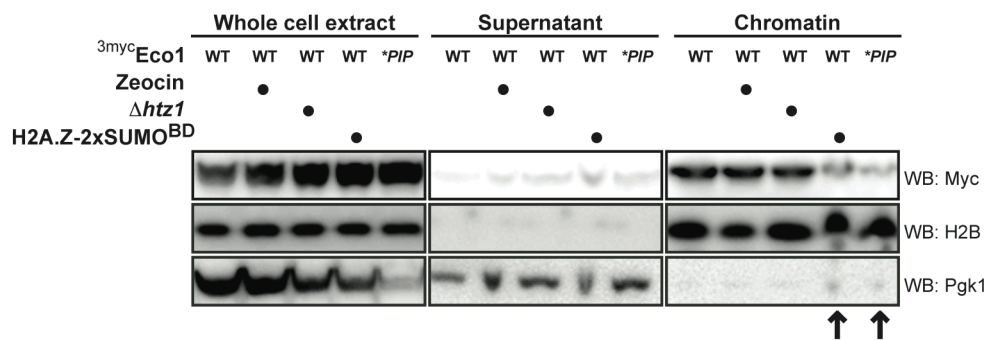 Whole cell extract Supernatant Chromatin
3mycEco1 WT WT WT WT *PIP WT WT WT WT *PIP WT WT WT WT *PIP
Zeocin
Δhtz1
H2A.Z-2xSUMOBD
WB: Myc
WB: H2B
WB: Pgk1